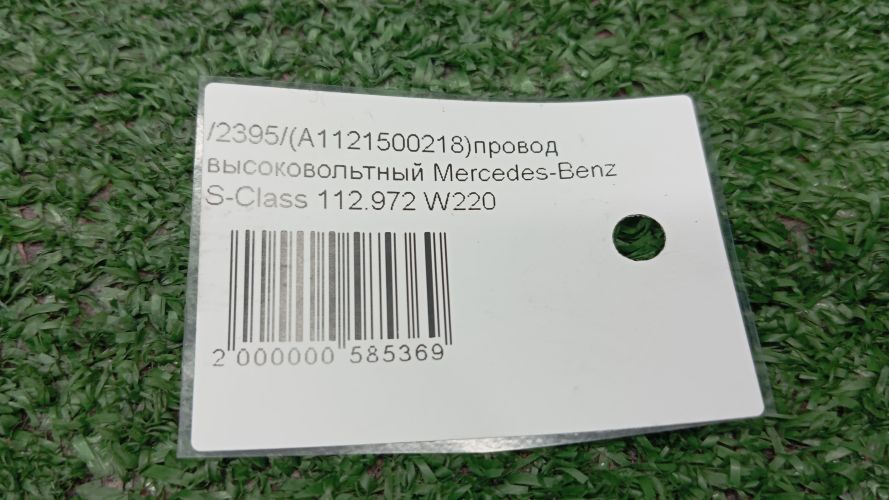 /2395/(A1121500218)провод
высоковольтный Mercedes-Benz
S-Class 112.972 W220
2 000000 585369